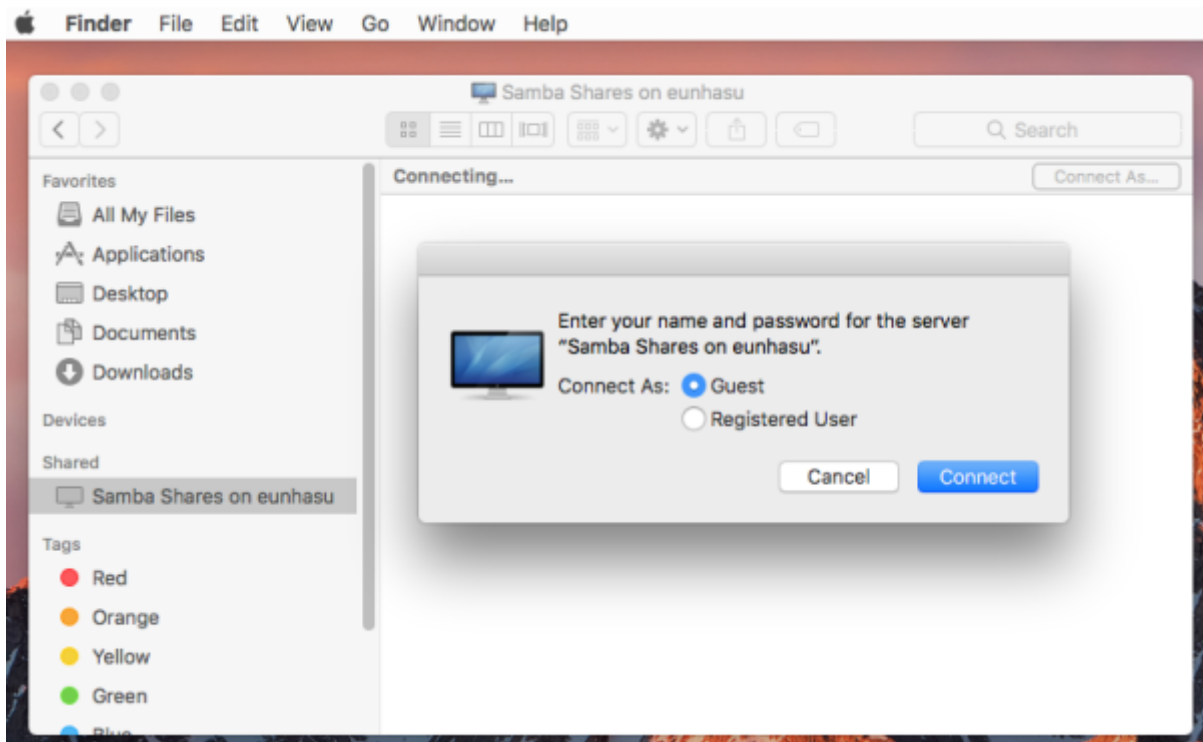 Finder File Edit View Go Window Help
Samba Shares on eunhasu
Search
Favorites
All My Files
Applications
Desktop
Documents
Downloads
Devices
Shared
Samba Shares on eunhasu
Tags
Red
Orange
Yellow
Green
Blue
Connecting...
Connect As...
Enter your name and password for the server
“Samba Shares on eunhasu”.
Connect As: Guest
Registered User
Cancel Connect